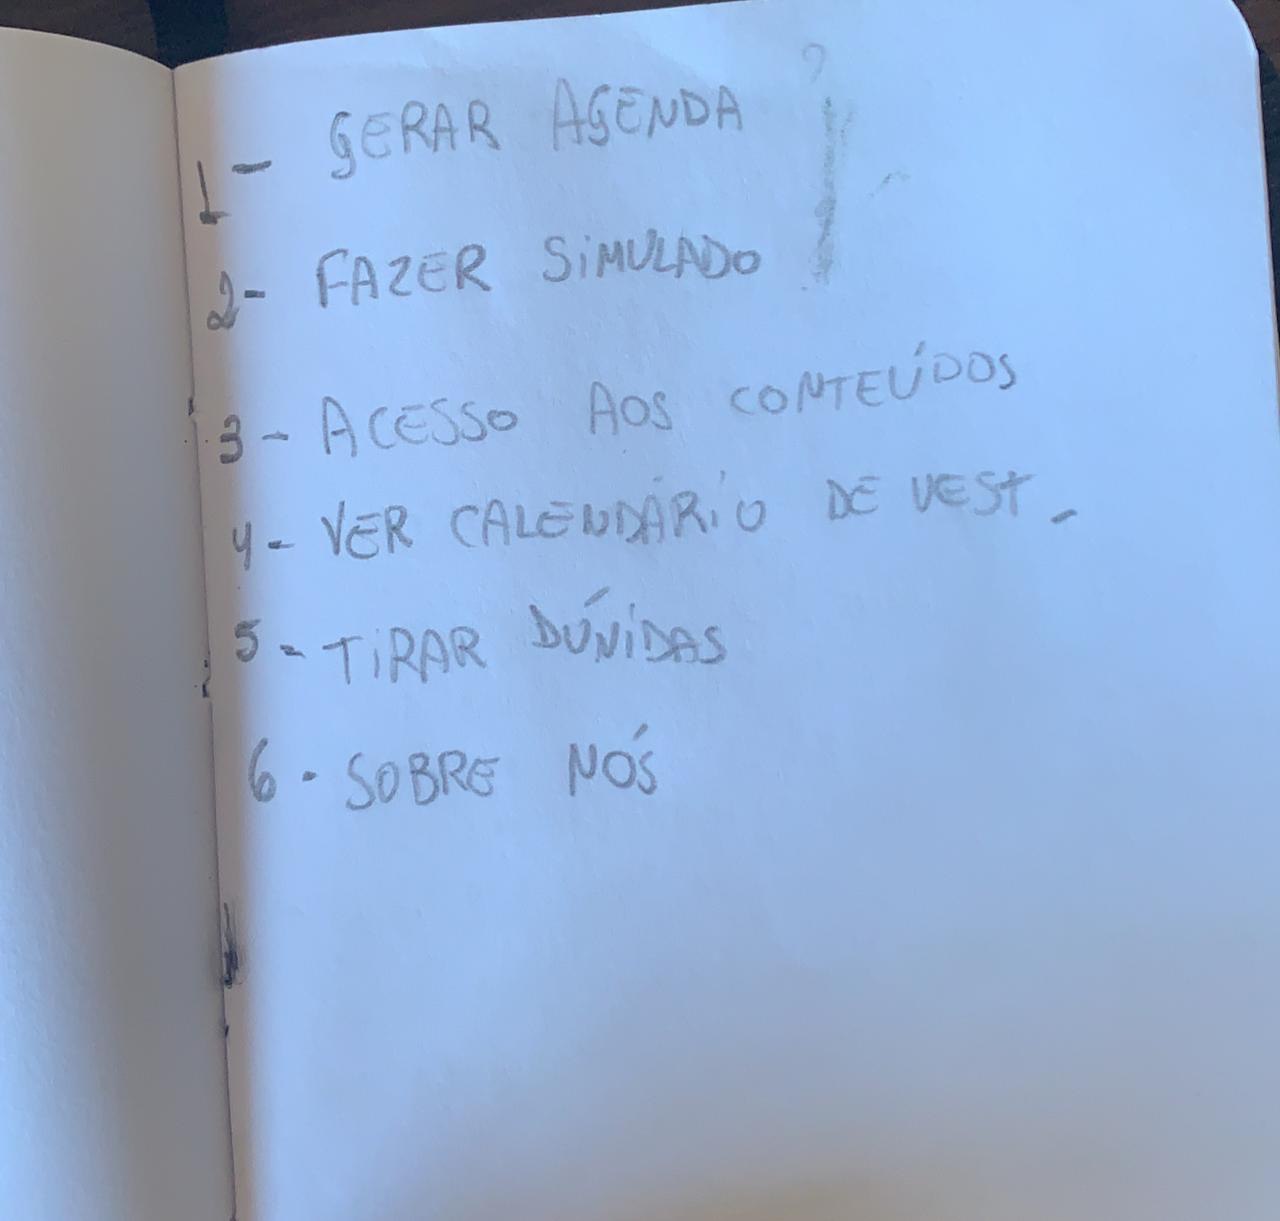 1- GERAR AGENDA
2- FAZER SIMULADO
3- ACESSO AOS CONTEÚDOS
4- VER CALENDÁRIO DE VEST.
5- TIRAR DÚVIDAS
6- SOBRE NÓS